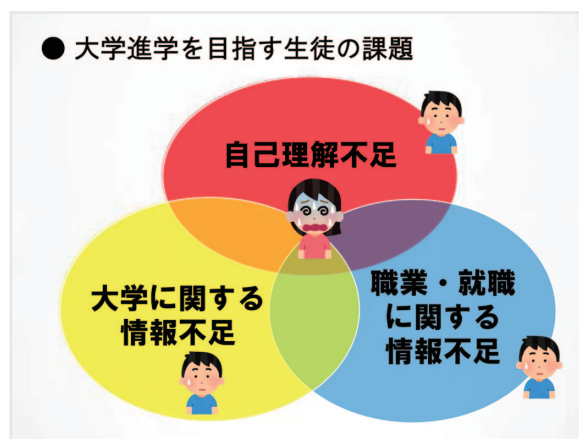 ● 大学進学を目指す生徒の課題
自己理解不足
大学に関する
情報不足
職業・就職
に関する
情報不足